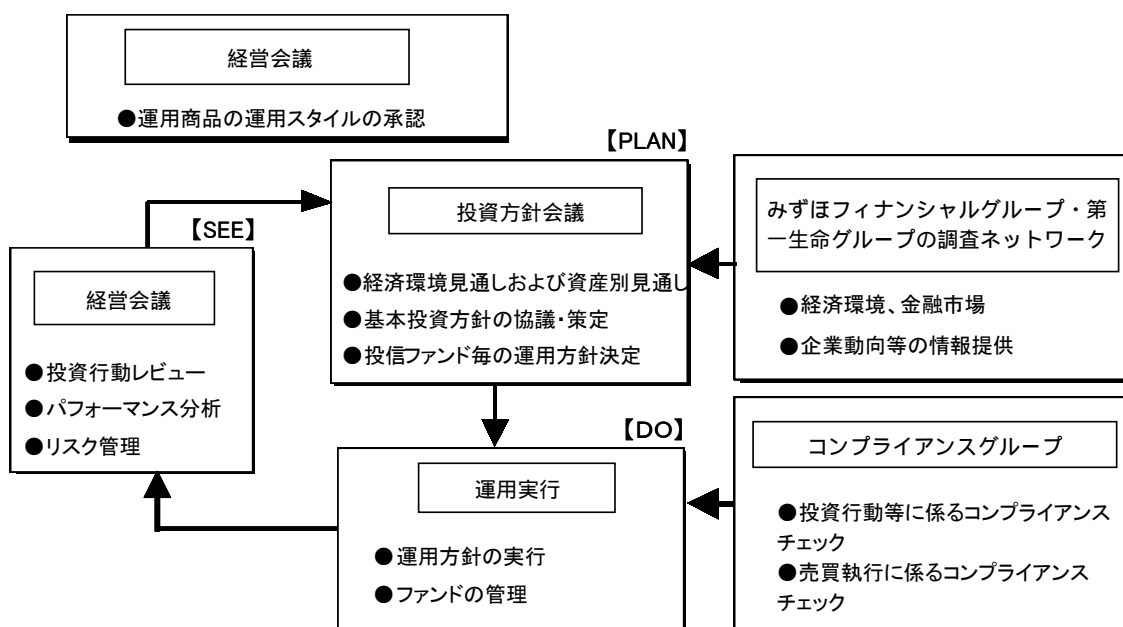 経営会議
●運用商品の運用スタイルの承認
【PLAN】
投資方針会議
●経済環境見通しおよび資産別見通し
●基本投資方針の協議・策定
●投信ファンド毎の運用方針決定
みずほフィナンシャルグループ・第
一生命グループの調査ネットワーク
●経済環境、金融市場
●企業動向等の情報提供
【SEE】
経営会議
●投資行動レビュー
●パフォーマンス分析
●リスク管理
【DO】
運用実行
●運用方針の実行
●ファンドの管理
コンプライアンスグループ
●投資行動等に係るコンプライアンス
チェック
●売買執行に係るコンプライアンス
チェック